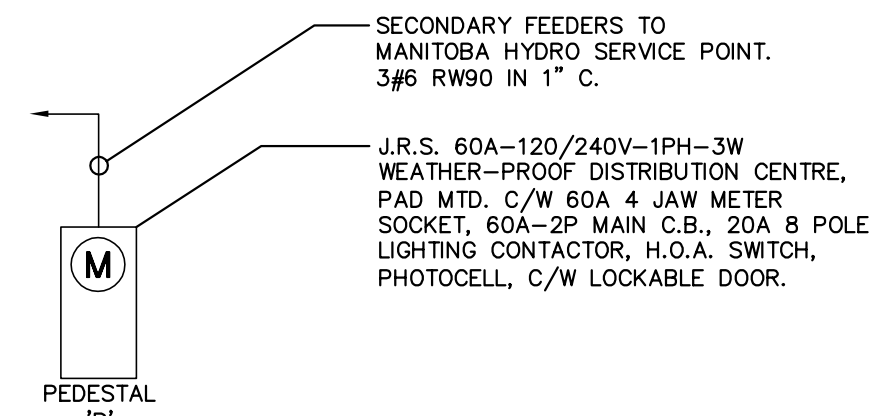 SECONDARY FEEDERS TO
MANITOBA HYDRO SERVICE POINT.
3#6 RW90 IN 1" C.
J.R.S. 60A-120/240V-1PH-3W
WEATHER-PROOF DISTRIBUTION CENTRE,
PAD MTD. C/W 60A 4 JAW METER
SOCKET, 60A-2P MAIN C.B., 20A 8 POLE
LIGHTING CONTACTOR, H.O.A. SWITCH,
PHOTOCELL, C/W LOCKABLE DOOR.
M
PEDESTAL